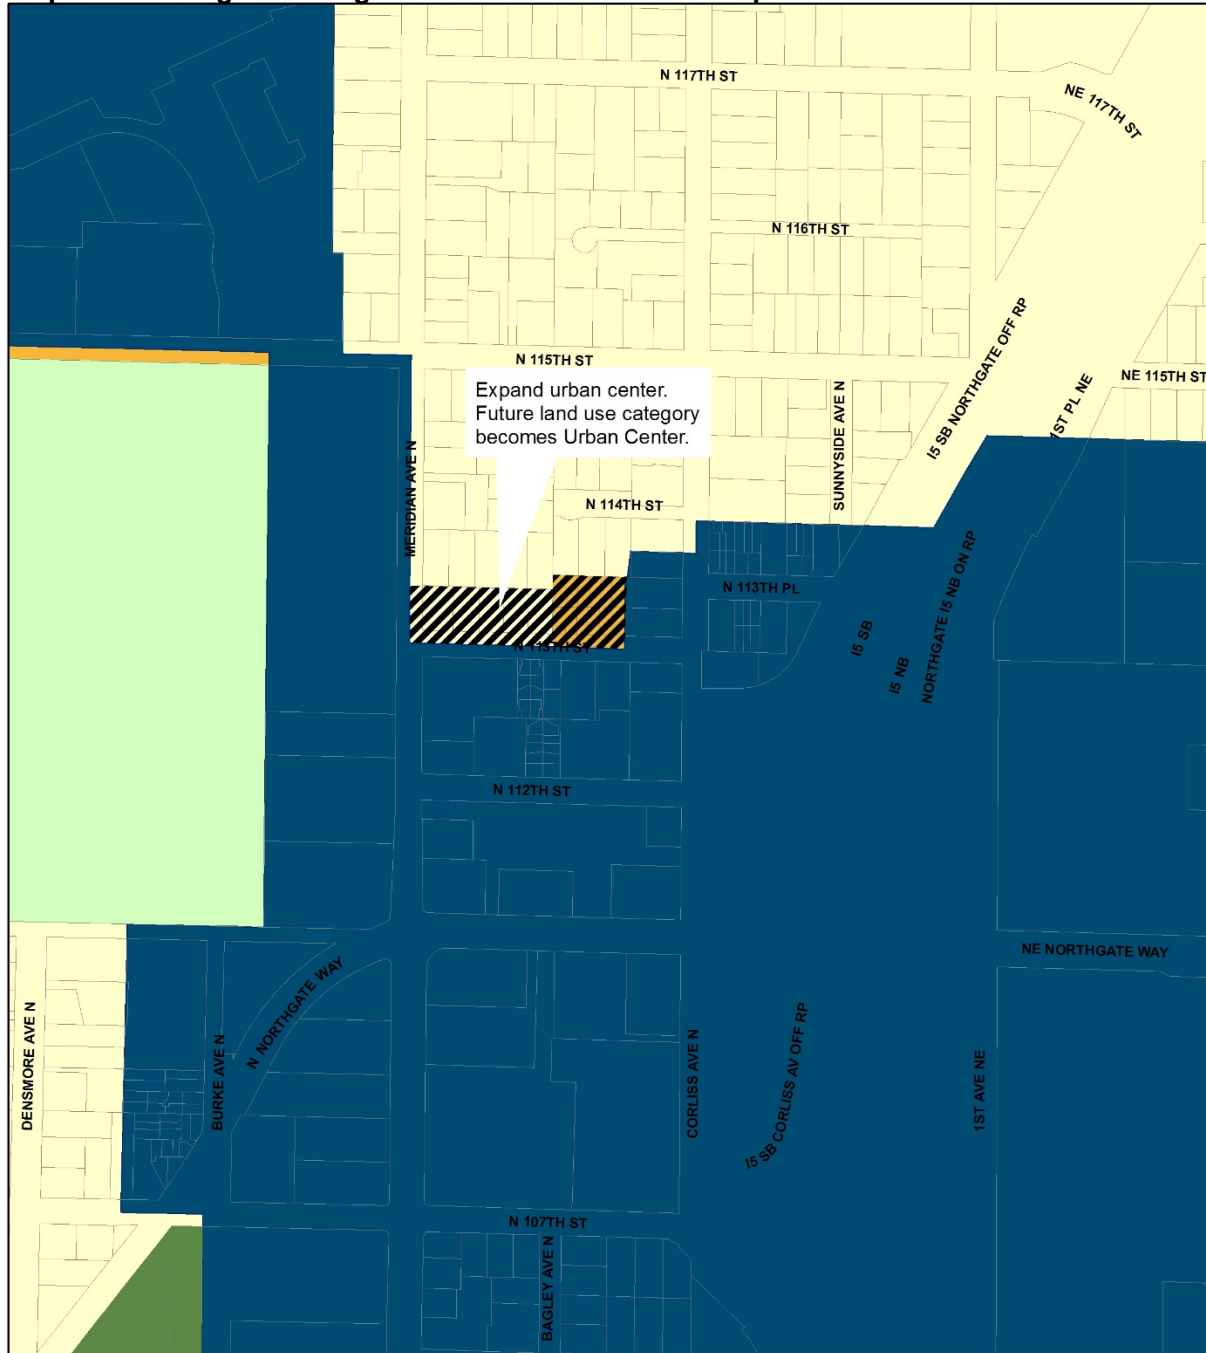 N 117TH ST
NE 117TH ST
N 116TH ST
I5 SB NORTHGATE OFF RP
N 115TH ST
NE 115TH ST
1ST PL NE
Expand urban center.
Future land use category
becomes Urban Center.
SUNNYSIDE AVE N
MERIDIAN AVE N
N 114TH ST
N 113TH PL
NORTHGATE I5 NB ON RP
I5 SB
I5 NB
N 113TH ST
N 112TH ST
NE NORTHGATE WAY
N NORTHGATE WAY
DENSMORE AVE N
BURKE AVE N
CORLISS AVE N
I5 SB CORLISS AV OFF RP
1ST AVE NE
N 107TH ST
BAGLEY AVE N